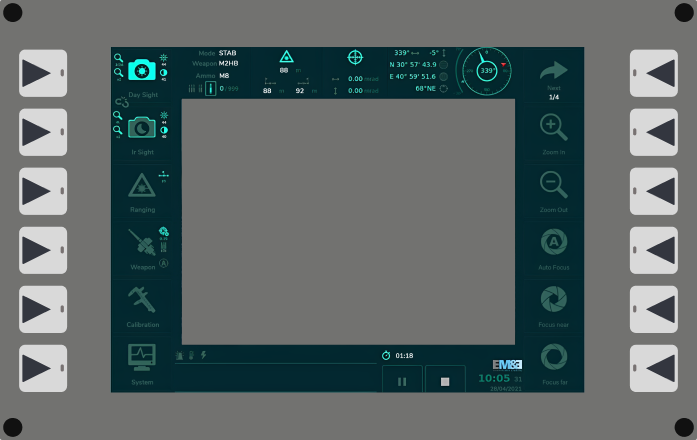 Mode STAB
Weapon M2HB
Ammo M8
0 / 999
88 m
88 m 92 m
0.00 mrad
0.00 mrad
339° -5°
N 30° 57' 43.9
E 40° 59' 51.6
68°NE
339°
Next
1/4
Day Sight
Ir Sight
Zoom In
Ranging
Zoom Out
Weapon
A
Auto Focus
Calibration
Focus near
System
Focus far
01:18
10:05 31
28/04/2021